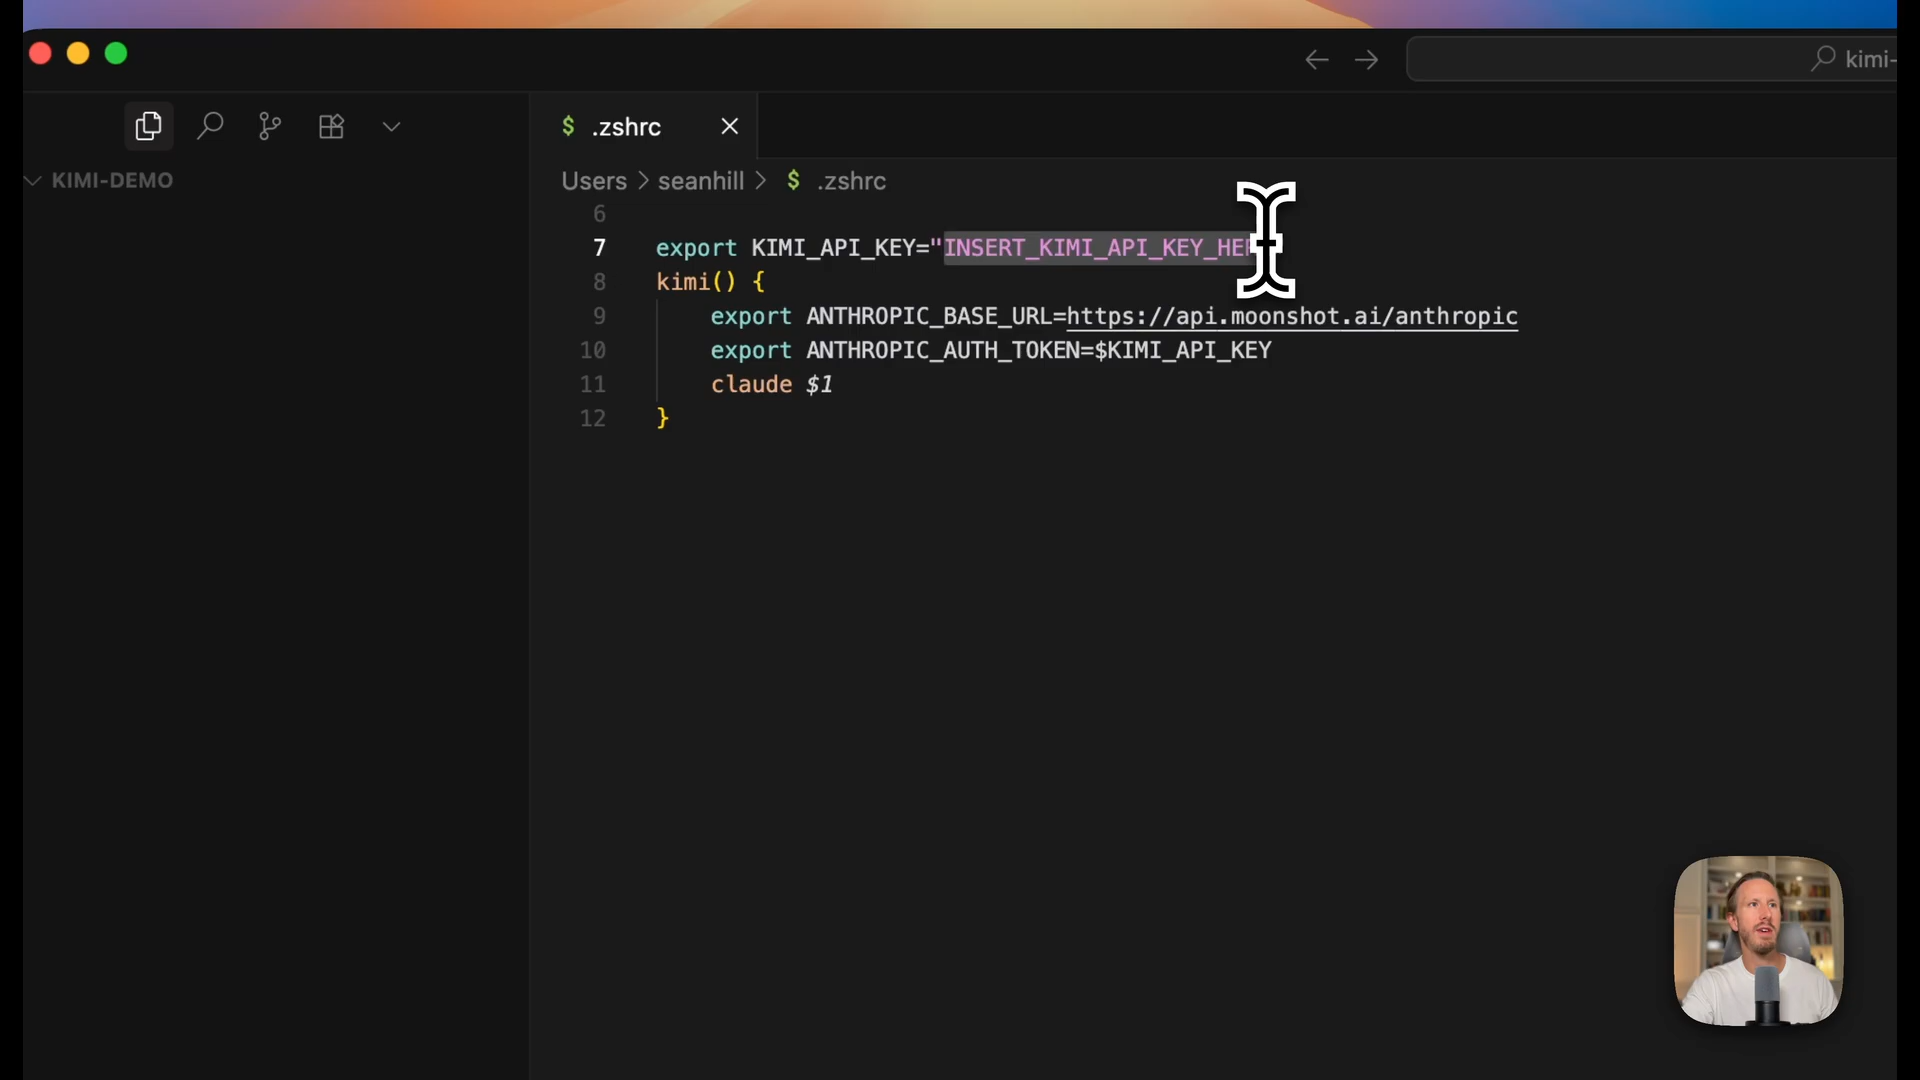 kimi-
.zshrc
KIMI-DEMO
Users > seanhill > $ .zshrc
6
7 export KIMI_API_KEY="INSERT_KIMI_API_KEY_HE
8 kimi() {
9 export ANTHROPIC_BASE_URL=https://api.moonshot.ai/anthropic
10 export ANTHROPIC_AUTH_TOKEN=$KIMI_API_KEY
11 claude $1
12 }